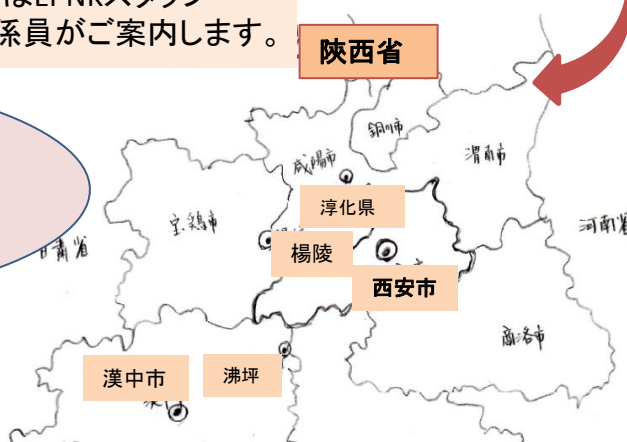 はEPNRスタッフ
係員がご案内します。
陝西省
銅川市
咸陽市
渭南市
淳化県
宝鶏市
河南省
甘粛省
楊陵
西安市
商洛市
漢中市
沸坪